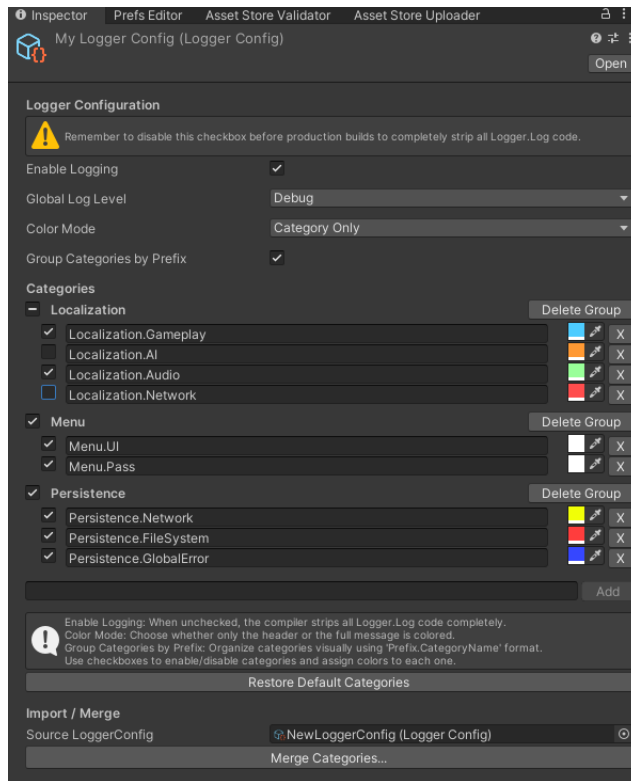 Inspector Prefs Editor Asset Store Validator Asset Store Uploader
My Logger Config (Logger Config)
Open
Logger Configuration
Remember to disable this checkbox before production builds to completely strip all Logger.Log code.
Enable Logging
Global Log Level Debug
Color Mode Category Only
Group Categories by Prefix
Categories
Localization Delete Group
Localization.Gameplay X
Localization.AI X
Localization.Audio X
Localization.Network X
Menu Delete Group
Menu.UI X
Menu.Pass X
Persistence Delete Group
Persistence.Network X
Persistence.FileSystem X
Persistence.GlobalError X
Add
Enable Logging: When unchecked, the compiler strips all Logger.Log code completely.
Color Mode: Choose whether only the header or the full message is colored.
Group Categories by Prefix: Organize categories visually using 'Prefix.CategoryName' format.
Use checkboxes to enable/disable categories and assign colors to each one.
Restore Default Categories
Import / Merge
Source LoggerConfig NewLoggerConfig (Logger Config)
Merge Categories...